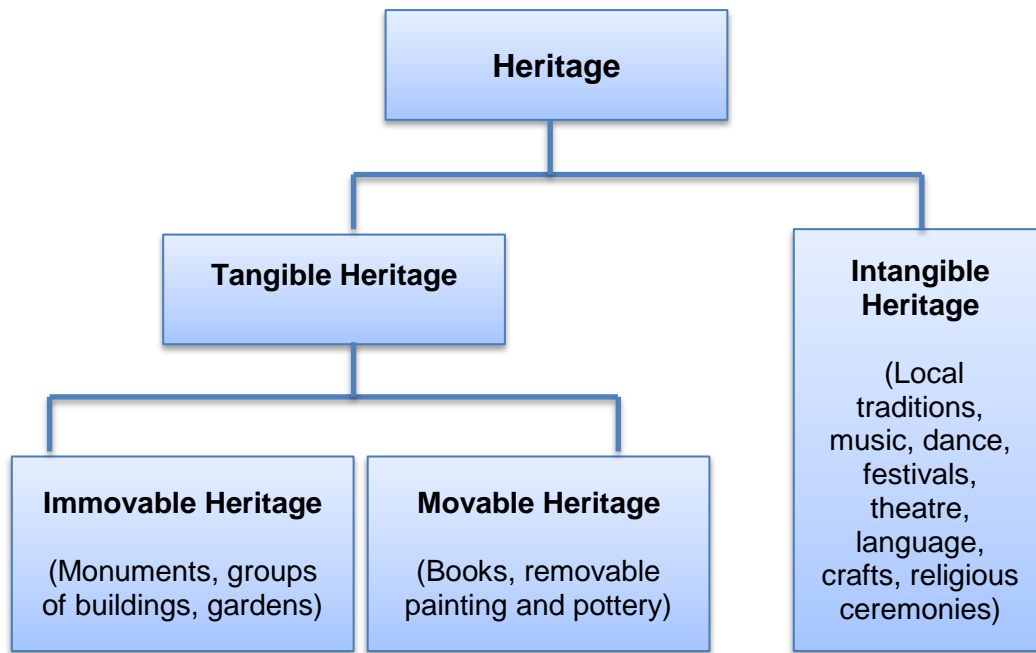 Heritage
Tangible Heritage
Intangible
Heritage
(Local
traditions,
music, dance,
festivals,
theatre,
language,
crafts, religious
ceremonies)
Immovable Heritage
(Monuments, groups
of buildings, gardens)
Movable Heritage
(Books, removable
painting and pottery)